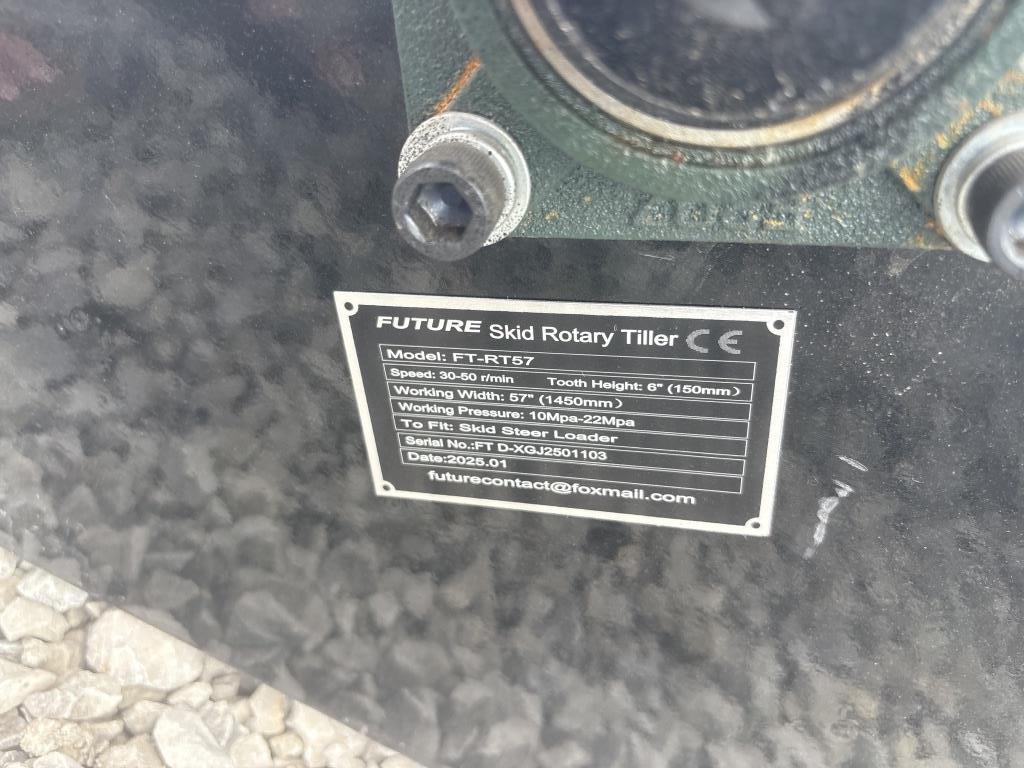 FUTURE Skid Rotary Tiller CE
Model: FT-RT57
Speed: 30-50 r/min Tooth Height: 6" (150mm)
Working Width: 57" (1450mm)
Working Pressure: 10Mpa-22Mpa
To Fit: Skid Steer Loader
Serial No.:FT D-XGJ2501103
Date:2025.01
futurecontact@foxmail.com